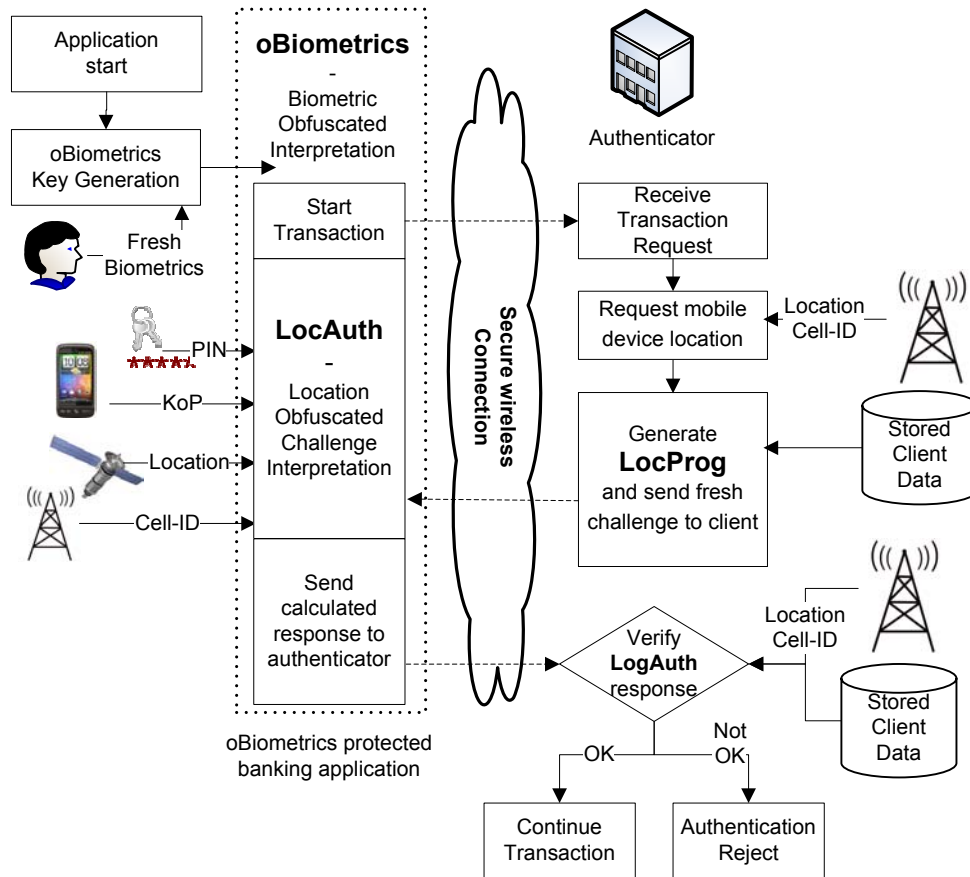 Application
start
oBiometrics
Key Generation
Fresh
Biometrics
oBiometrics
-
Biometric
Obfuscated
Interpretation
Start
Transaction
LocAuth
-
Location
Obfuscated
Challenge
Interpretation
Send
calculated
response to
authenticator
oBiometrics protected
banking application
PIN
KoP
Location
Cell-ID
Secure wireless
Connection
Authenticator
Receive
Transaction
Request
Request mobile
device location
Location
Cell-ID
Generate
LocProg
and send fresh
challenge to client
Stored
Client
Data
Verify
LogAuth
response
Location
Cell-ID
Stored
Client
Data
OK
Not
OK
Continue
Transaction
Authentication
Reject